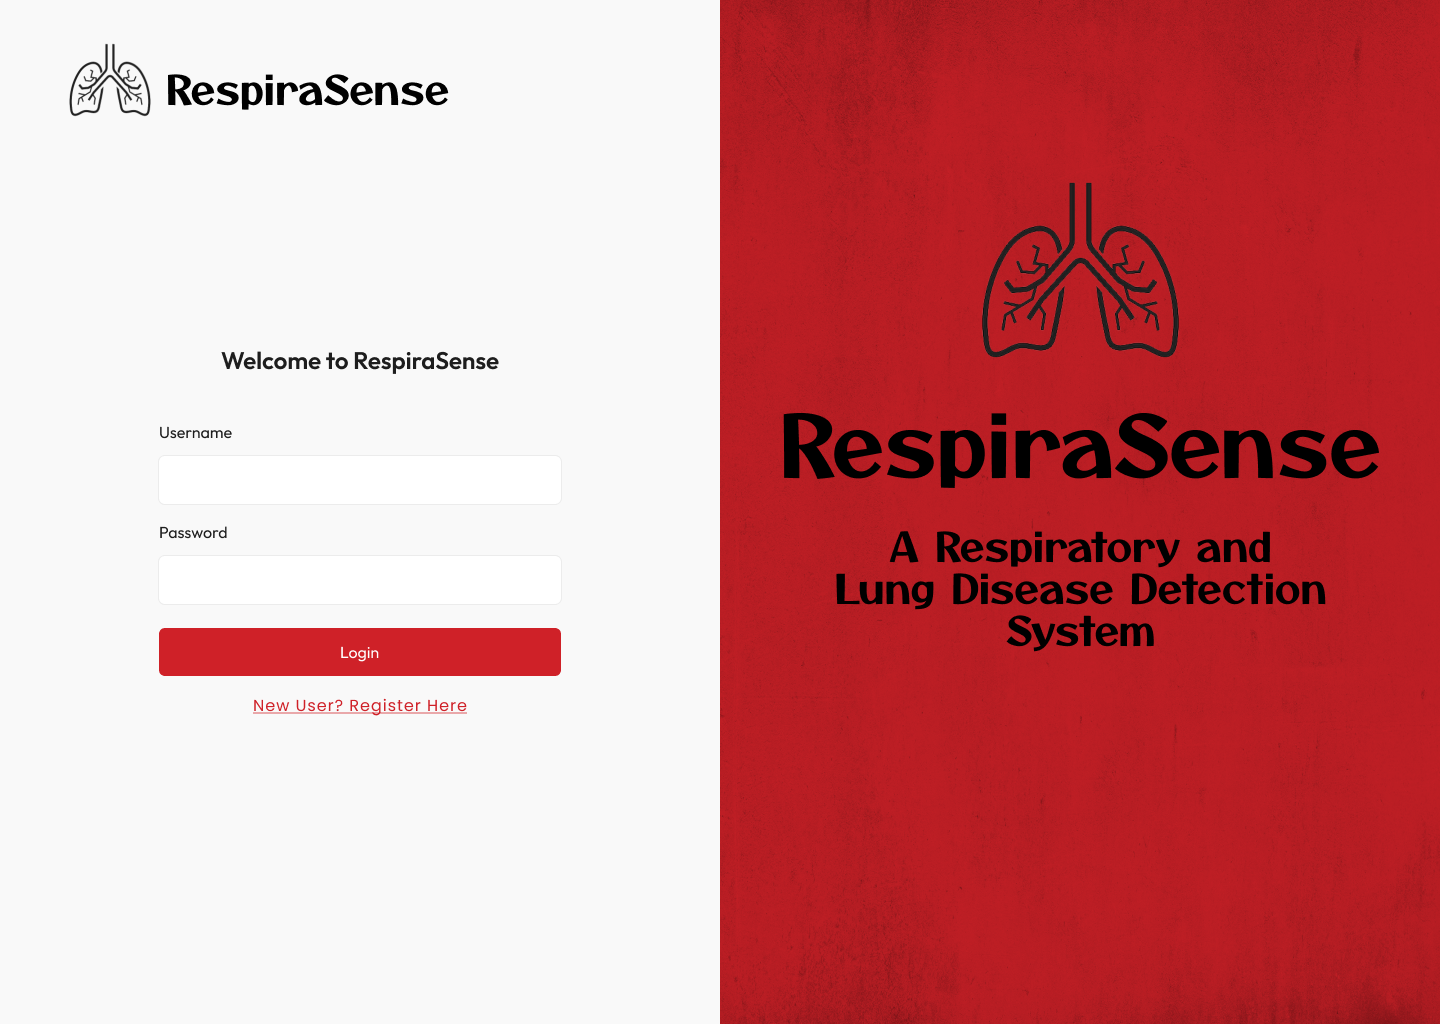 RespiraSense
Welcome to RespiraSense
Username
Password
Login
New User? Register Here
RespiraSense
A Respiratory and
Lung Disease Detection
System